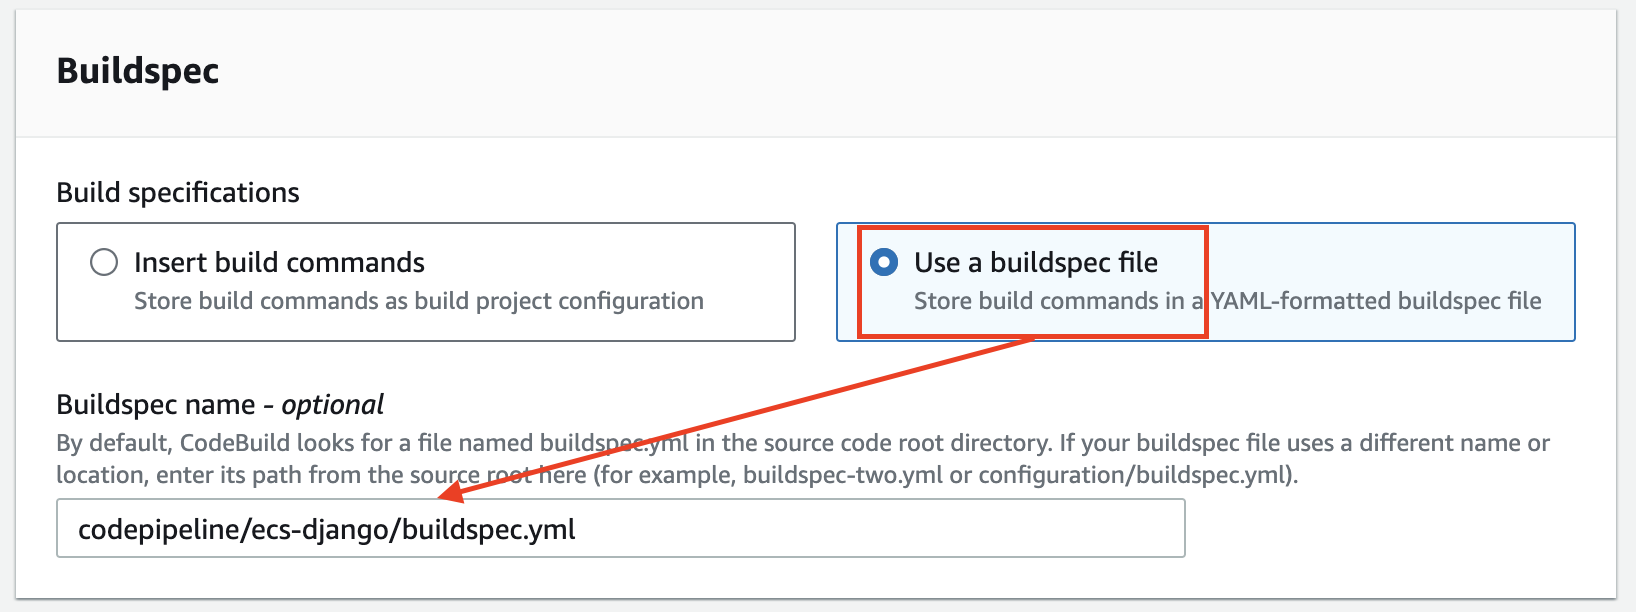 Buildspec
Build specifications
Insert build commands
Store build commands as build project configuration
Use a buildspec file
Store build commands in a YAML-formatted buildspec file
Buildspec name - optional
By default, CodeBuild looks for a file named buildspec.yml in the source code root directory. If your buildspec file uses a different name or
location, enter its path from the source root here (for example, buildspec-two.yml or configuration/buildspec.yml).
codepipeline/ecs-django/buildspec.yml